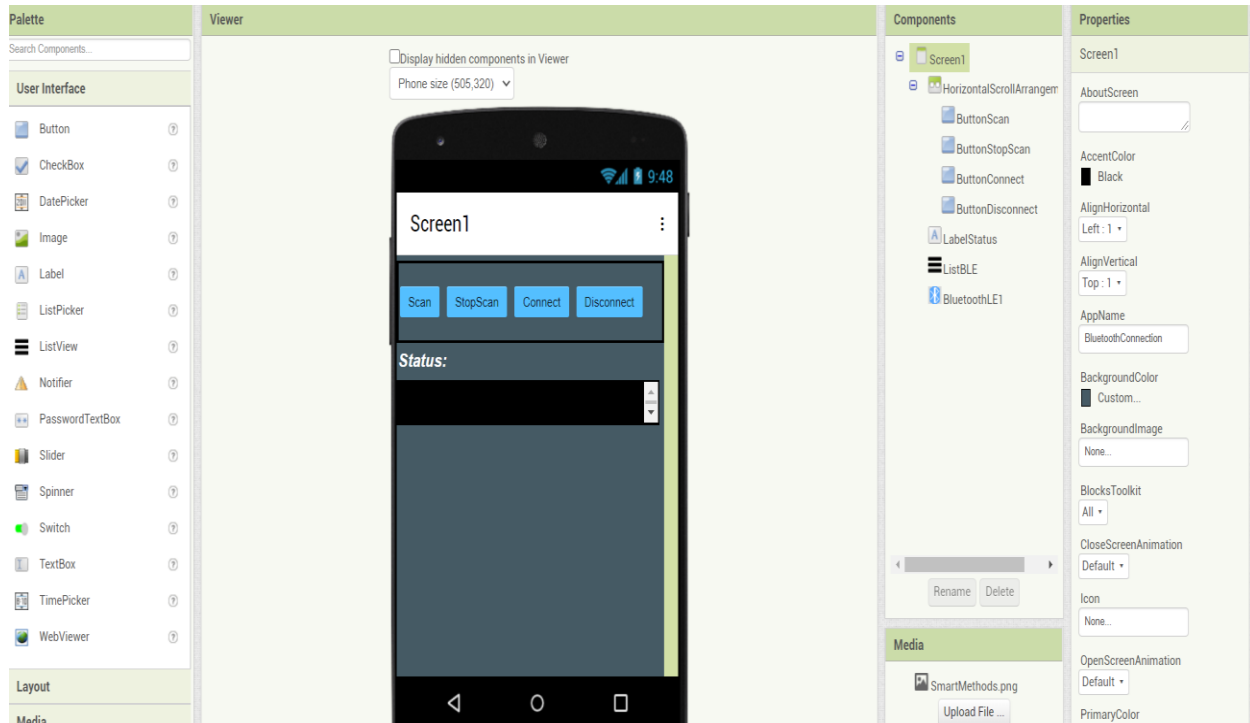 Palette
Search Components...
User Interface
Button
CheckBox
DatePicker
Image
Label
ListPicker
ListView
Notifier
PasswordTextBox
Slider
Spinner
Switch
TextBox
TimePicker
WebViewer
Layout
Media
Viewer
Display hidden components in Viewer
Phone size (505,320)
9:48
Screen1
Scan
StopScan
Connect
Disconnect
Status:
Components
Screen1
HorizontalScrollArrangem
ButtonScan
ButtonStopScan
ButtonConnect
ButtonDisconnect
LabelStatus
ListBLE
BluetoothLE1
Rename
Delete
Media
SmartMethods.png
Upload File ...
Properties
Screen1
AboutScreen
AccentColor
Black
AlignHorizontal
Left : 1
AlignVertical
Top : 1
AppName
BluetoothConnection
BackgroundColor
Custom...
BackgroundImage
None...
BlocksToolkit
All
CloseScreenAnimation
Default
Icon
None...
OpenScreenAnimation
Default
PrimaryColor